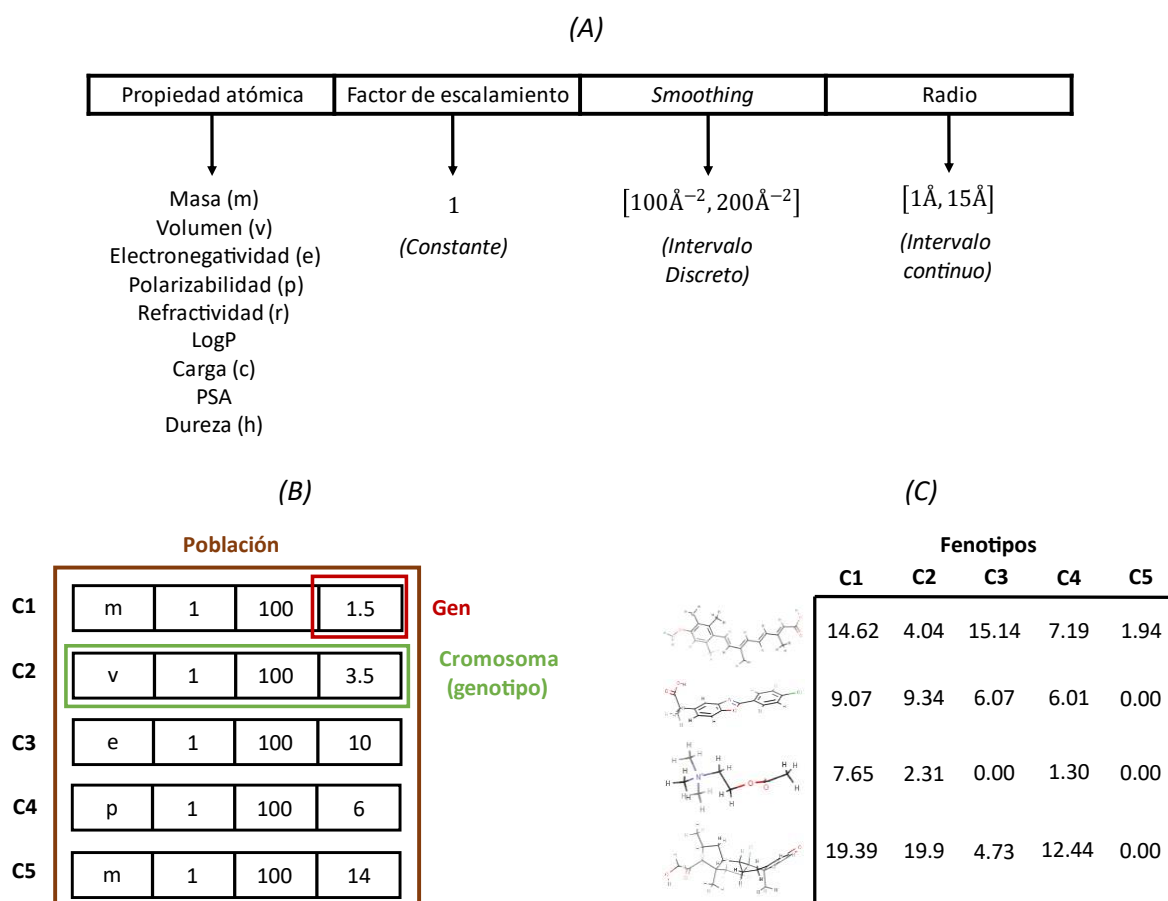 (A)
Propiedad atómica Factor de escalamiento Smoothing Radio
Masa (m)
Volumen (v)
Electronegatividad (e)
Polarizabilidad (p)
Refractividad (r)
LogP
Carga (c)
PSA
Dureza (h)
1
(Constante)
[100Å⁻², 200Å⁻²]
(Intervalo
Discreto)
[1Å, 15Å]
(Intervalo
continuo)
(B)
Población
C1 m 1 100 1.5 Gen
C2 v 1 100 3.5 Cromosoma
(genotipo)
C3 e 1 100 10
C4 p 1 100 6
C5 m 1 100 14
(C)
Fenotipos
C1 C2 C3 C4 C5
14.62 4.04 15.14 7.19 1.94
9.07 9.34 6.07 6.01 0.00
7.65 2.31 0.00 1.30 0.00
19.39 19.9 4.73 12.44 0.00